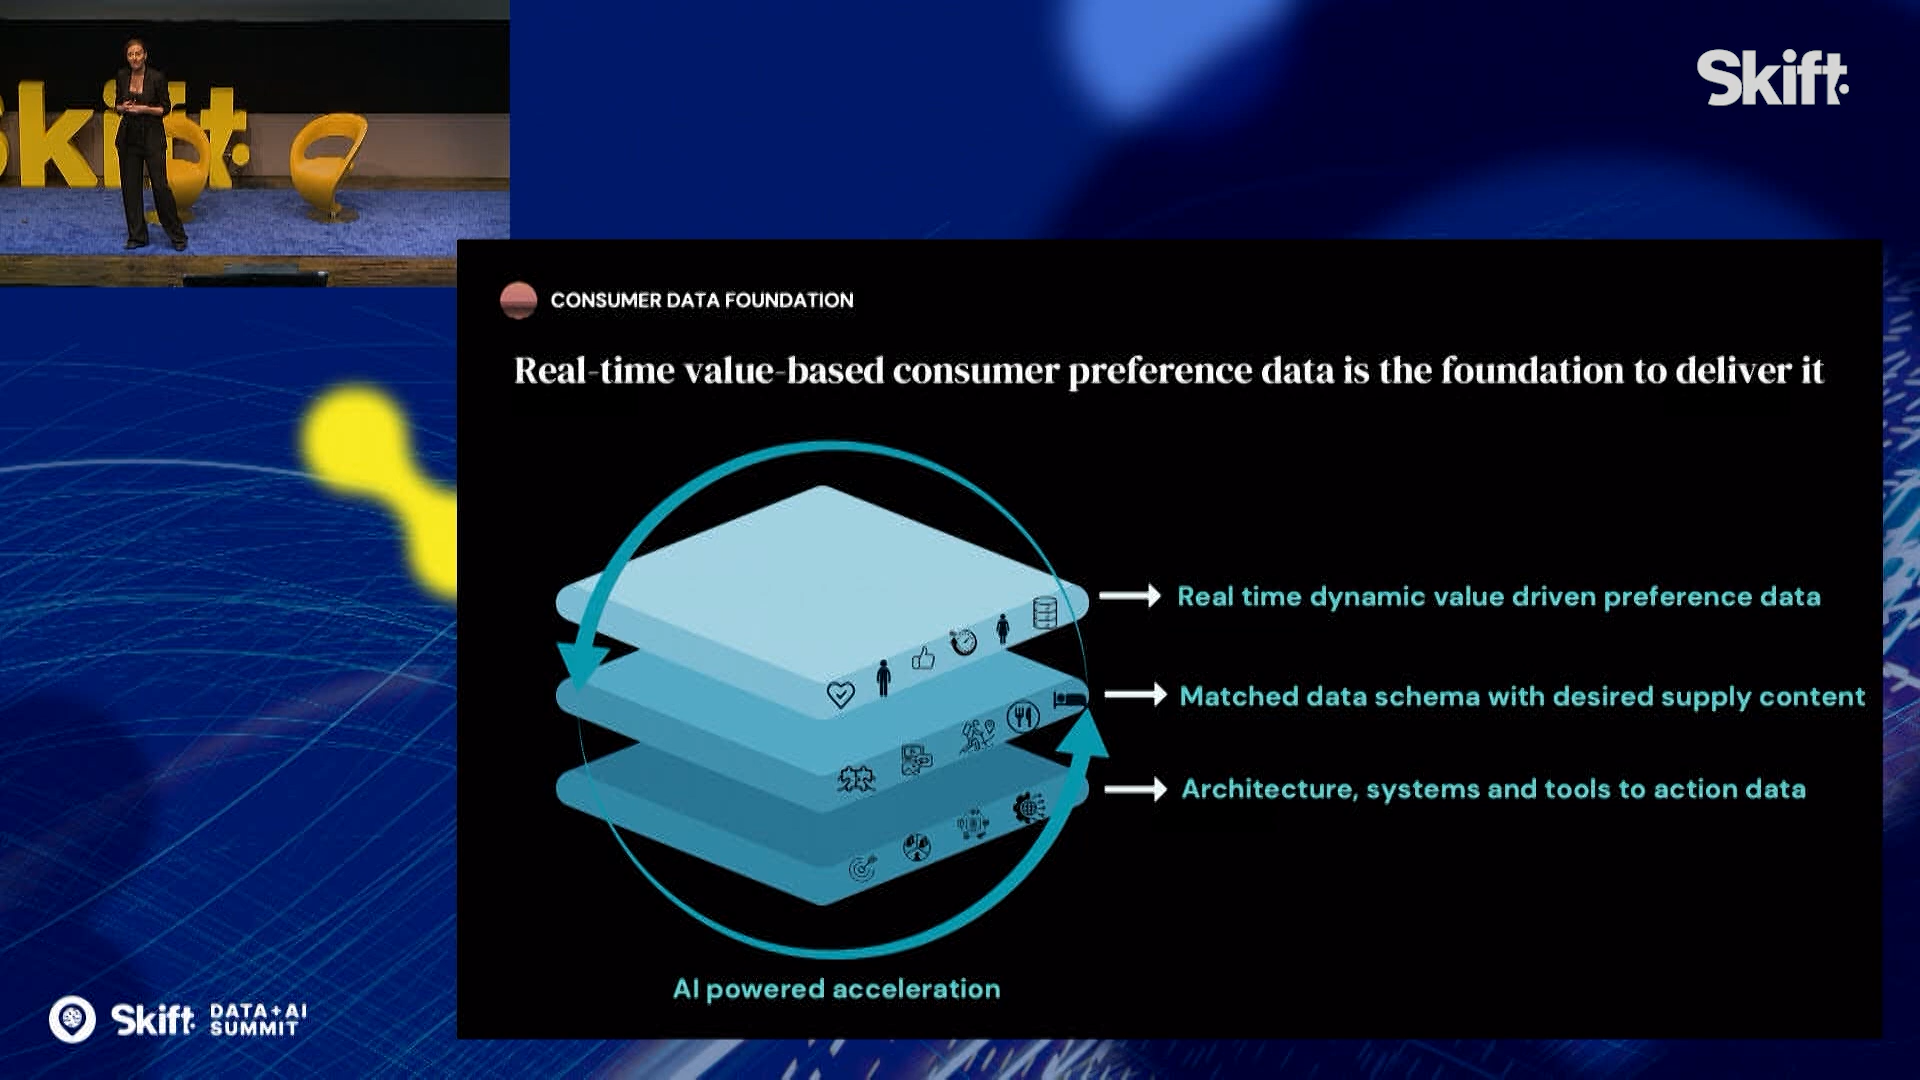 Skift
Skift
CONSUMER DATA FOUNDATION
Real-time value-based consumer preference data is the foundation to deliver it
Real time dynamic value driven preference data
Matched data schema with desired supply content
Architecture, systems and tools to action data
AI powered acceleration
Skift DATA+AI
SUMMIT